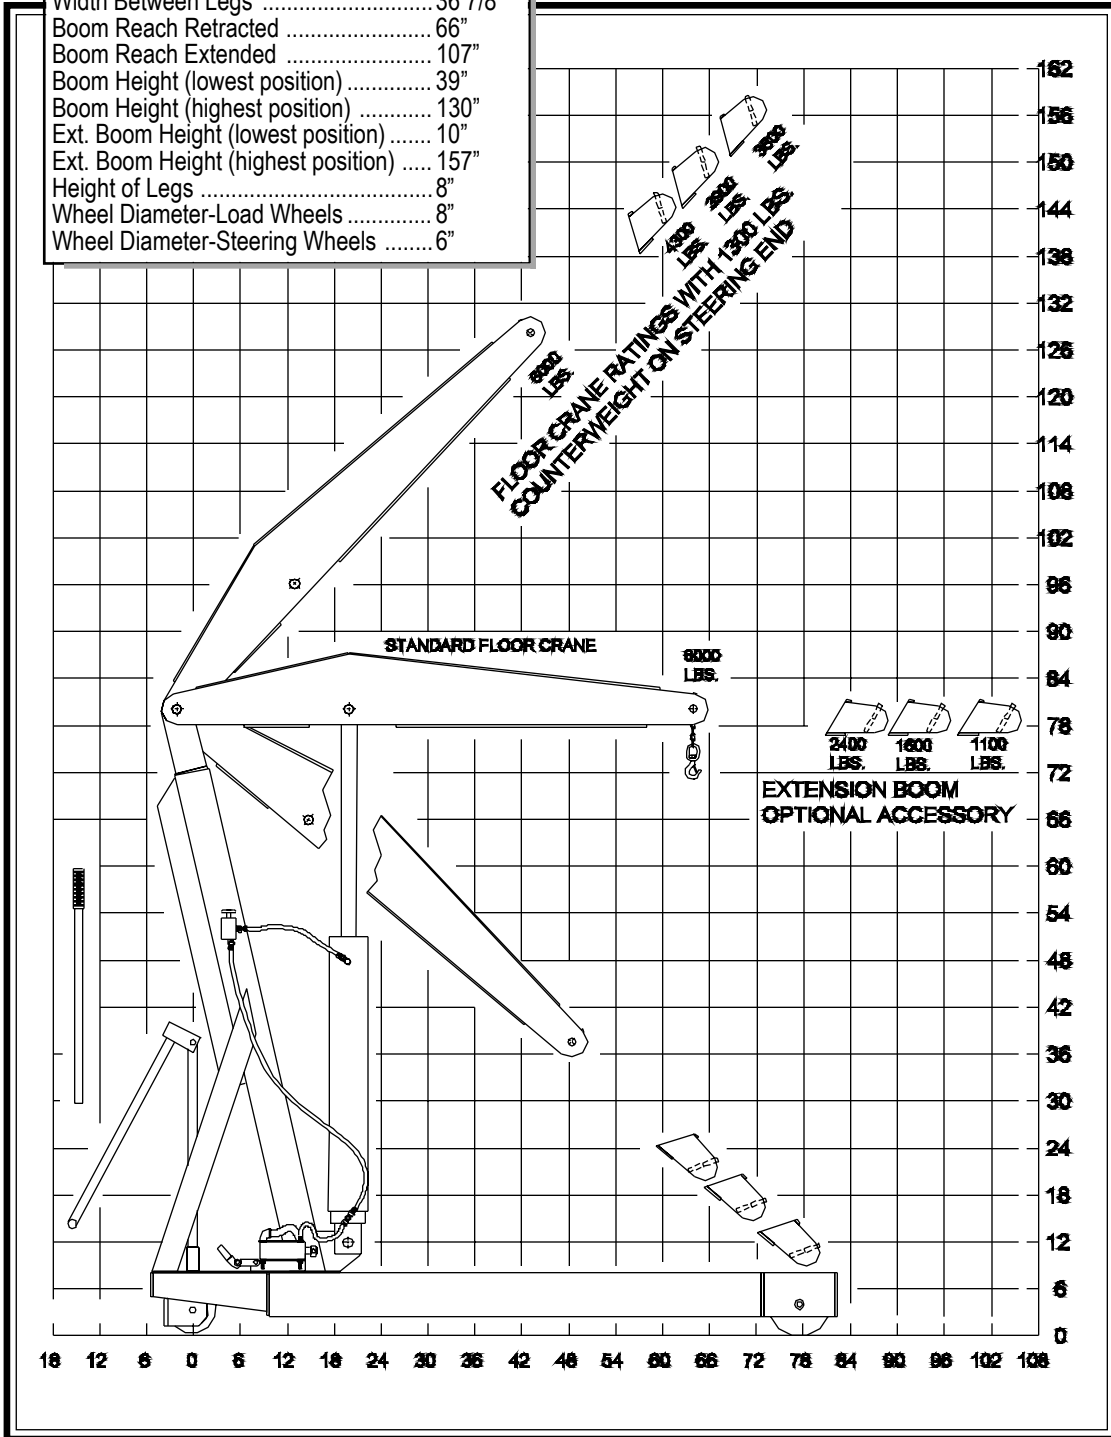 Width Between Legs ............................ 36 7/8
Boom Reach Retracted ........................ 66”
Boom Reach Extended ........................ 107”
Boom Height (lowest position) .............. 39”
Boom Height (highest position) ............ 130”
Ext. Boom Height (lowest position) ....... 10”
Ext. Boom Height (highest position) ..... 157”
Height of Legs ...................................... 8”
Wheel Diameter-Load Wheels .............. 8”
Wheel Diameter-Steering Wheels ........ 6”
LBS.
LBS.
4300
LBS.
FLOOR CRANE RATINGS WITH 1300 LBS.
COUNTERWEIGHT ON STEERING END
6000
LBS.
STANDARD FLOOR CRANE
6000
LBS.
2400
LBS.
1600
LBS.
1100
LBS.
EXTENSION BOOM
OPTIONAL ACCESSORY
162
156
150
144
138
132
126
120
114
108
102
96
90
84
78
72
66
60
54
48
42
36
30
24
18
12
6
0
18 12 6 0 6 12 18 24 30 36 42 48 54 60 66 72 78 84 90 96 102 108